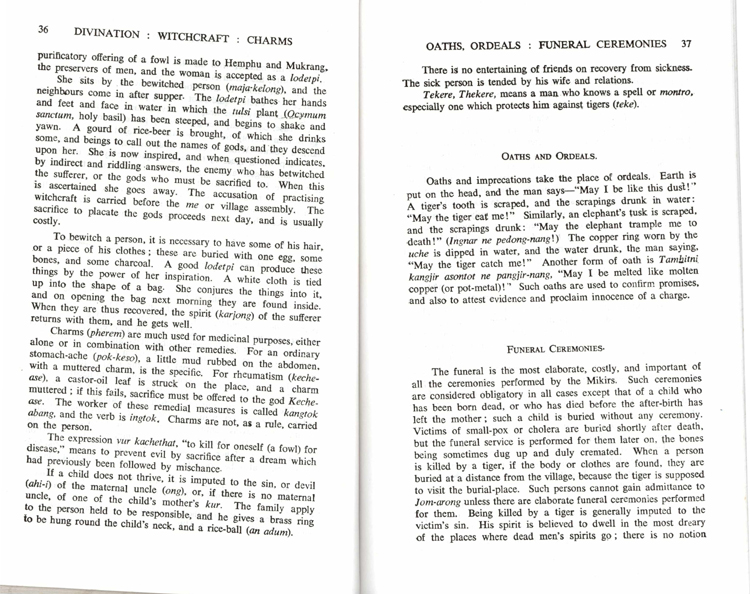 36 DIVINATION : WITCHCRAFT : CHARMS
purificatory offering of a fowl is made to Hemphu and Mukrang,
the preservers of men, and the woman is accepted as a lodetpi.
She sits by the bewitched person (maja-kelong), and the
neighbours come in after supper. The lodetpi bathes her hands
and feet and face in water in which the tulsi plant (Ocymum
sanctum, holy basil) has been steeped, and begins to shake and
yawn. A gourd of rice-beer is brought, of which she drinks
some, and beings to call out the names of gods, and they descend
upon her. She is now inspired, and when questioned indicates,
by indirect and riddling answers, the enemy who has betwitched
the sufferer, or the gods who must be sacrificed to. When this
is ascertained she goes away. The accusation of practising
witchcraft is carried before the me or village assembly. The
sacrifice to placate the gods proceeds next day, and is usually
costly.
To bewitch a person, it is necessary to have some of his hair,
or a piece of his clothes ; these are buried with one egg, some
bones, and some charcoal. A good lodetpi can produce these
things by the power of her inspiration. A white cloth is tied
up into the shape of a bag. She conjures the things into it,
and on opening the bag next morning they are found inside.
When they are thus recovered, the spirit (karjong) of the sufferer
returns with them, and he gets well.
Charms (pherem) are much used for medicinal purposes, either
alone or in combination with other remedies. For an ordinary
stomach-ache (pok-keso), a little mud rubbed on the abdomen,
with a muttered charm, is the specific. For rheumatism (keche-
ase), a castor-oil leaf is struck on the place, and a charm
muttered ; if this fails, sacrifice must be offered to the god Keche-
ase. The worker of these remedial measures is called kangtok
abang, and the verb is ingtok. Charms are not, as a rule, carried
on the person.
The expression vur kachethat, "to kill for oneself (a fowl) for
disease," means to prevent evil by sacrifice after a dream which
had previously been followed by mischance.
If a child does not thrive, it is imputed to the sin, or devil
(ahi-i) of the maternal uncle (ong), or, if there is no maternal
uncle, of one of the child's mother's kur. The family apply
to the person held to be responsible, and he gives a brass ring
to be hung round the child's neck, and a rice-ball (an adum).
OATHS, ORDEALS : FUNERAL CEREMONIES 37
There is no entertaining of friends on recovery from sickness.
The sick person is tended by his wife and relations.
Tekere, Thekere, means a man who knows a spell or montro,
especially one which protects him against tigers (teke).
OATHS AND ORDEALS.
Oaths and imprecations take the place of ordeals. Earth is
put on the head, and the man says—"May I be like this dust!"
A tiger's tooth is scraped, and the scrapings drunk in water:
"May the tiger eat me!" Similarly, an elephant's tusk is scraped,
and the scrapings drunk: "May the elephant trample me to
death!" (Ingnar ne pedong-nang!) The copper ring worn by the
uche is dipped in water, and the water drunk, the man saying,
"May the tiger catch me!" Another form of oath is Tambitni
kangjir asontot ne pangjir-nang, "May I be melted like molten
copper (or pot-metal)!" Such oaths are used to confirm promises,
and also to attest evidence and proclaim innocence of a charge.
FUNERAL CEREMONIES.
The funeral is the most elaborate, costly, and important of
all the ceremonies performed by the Mikirs. Such ceremonies
are considered obligatory in all cases except that of a child who
has been born dead, or who has died before the after-birth has
left the mother ; such a child is buried without any ceremony.
Victims of small-pox or cholera are buried shortly after death,
but the funeral service is performed for them later on, the bones
being sometimes dug up and duly cremated. When a person
is killed by a tiger, if the body or clothes are found, they are
buried at a distance from the village, because the tiger is supposed
to visit the burial-place. Such persons cannot gain admittance to
Jom-arong unless there are elaborate funeral ceremonies performed
for them. Being killed by a tiger is generally imputed to the
victim's sin. His spirit is believed to dwell in the most dreary
of the places where dead men's spirits go ; there is no notion